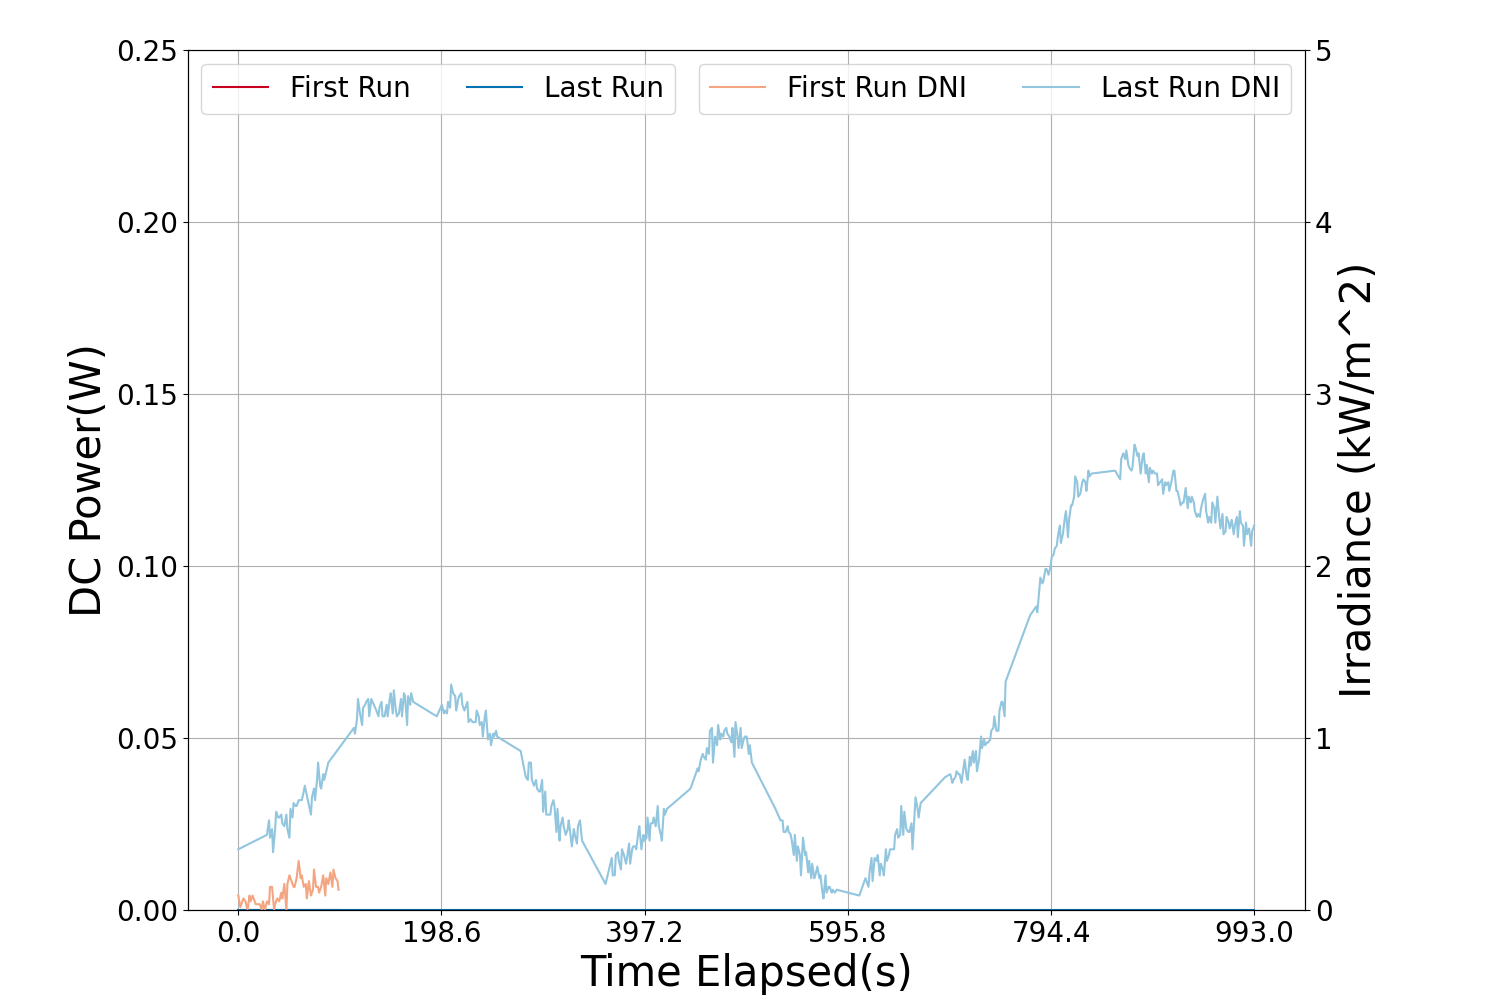 First Run
Last Run
First Run DNI
Last Run DNI
DC Power(W)
0.25
0.20
0.15
0.10
0.05
0.00
5
4
3
2
1
0
Irradiance (kW/m^2)
0.0
198.6
397.2
595.8
794.4
993.0
Time Elapsed(s)